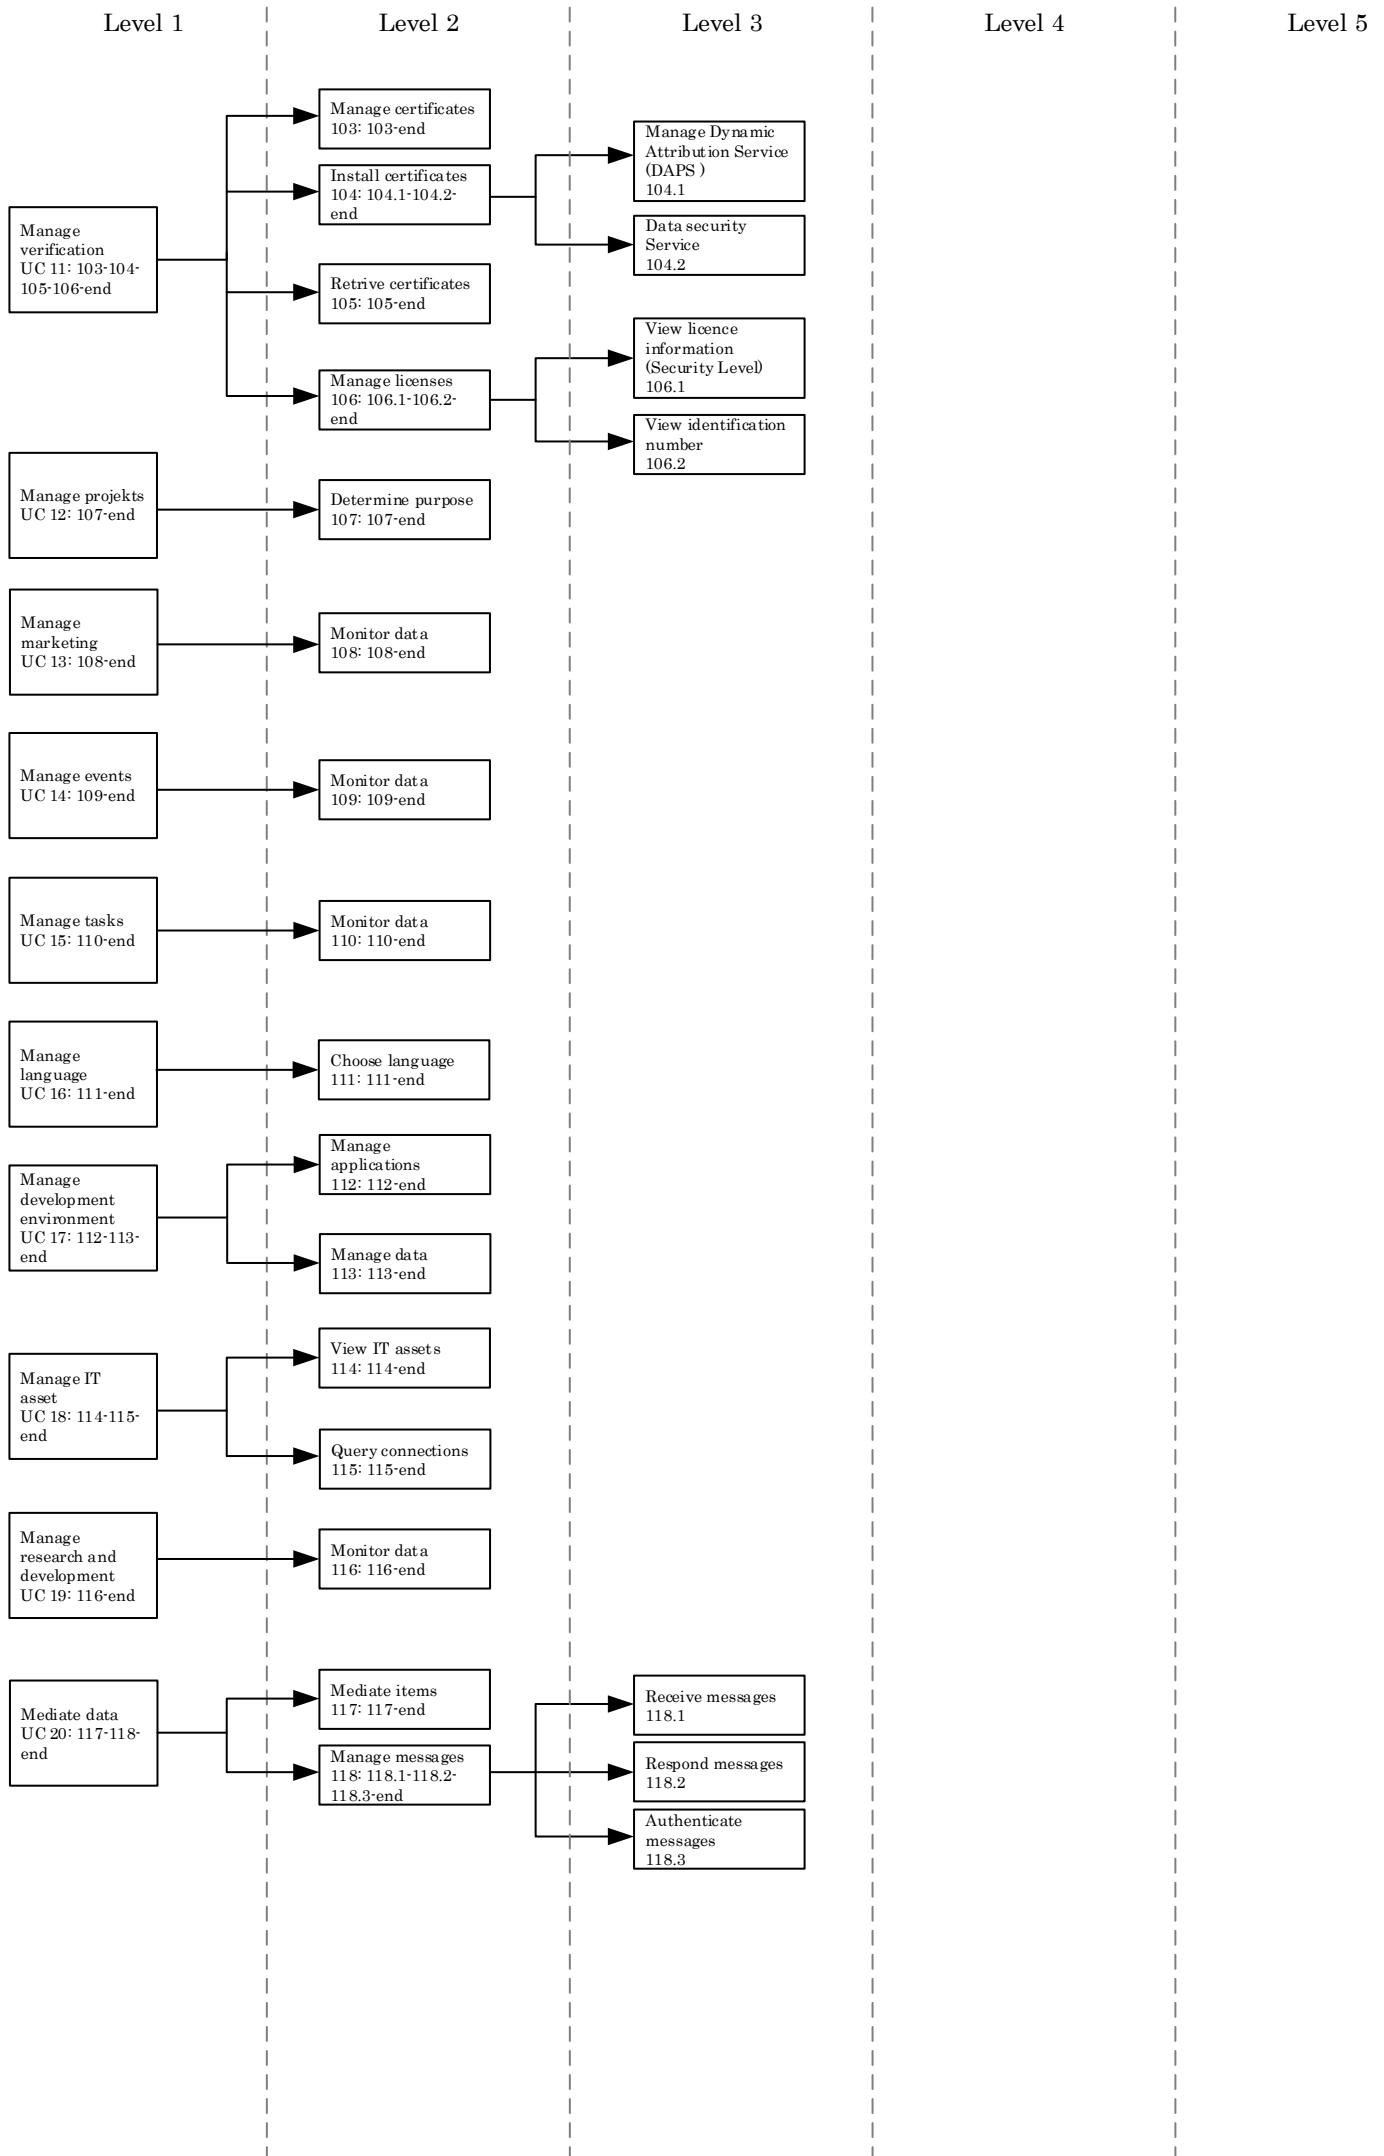 Level 1
Level 2
Level 3
Level 4
Level 5
Manage
verification
UC 11: 103-104-
105-106-end
Manage certificates
103: 103-end
Install certificates
104: 104.1-104.2-
end
Manage Dynamic
Attribution Service
(DAPS )
104.1
Data security
Service
104.2
Retrive certificates
105: 105-end
Manage licenses
106: 106.1-106.2-
end
View licence
information
(Security Level)
106.1
View identification
number
106.2
Manage projekts
UC 12: 107-end
Determine purpose
107: 107-end
Manage
marketing
UC 13: 108-end
Monitor data
108: 108-end
Manage events
UC 14: 109-end
Monitor data
109: 109-end
Manage tasks
UC 15: 110-end
Monitor data
110: 110-end
Manage
language
UC 16: 111-end
Choose language
111: 111-end
Manage
development
environment
UC 17: 112-113-
end
Manage
applications
112: 112-end
Manage data
113: 113-end
Manage IT
asset
UC 18: 114-115-
end
View IT assets
114: 114-end
Query connections
115: 115-end
Manage
research and
development
UC 19: 116-end
Monitor data
116: 116-end
Mediate data
UC 20: 117-118-
end
Mediate items
117: 117-end
Manage messages
118: 118.1-118.2-
118.3-end
Receive messages
118.1
Respond messages
118.2
Authenticate
messages
118.3